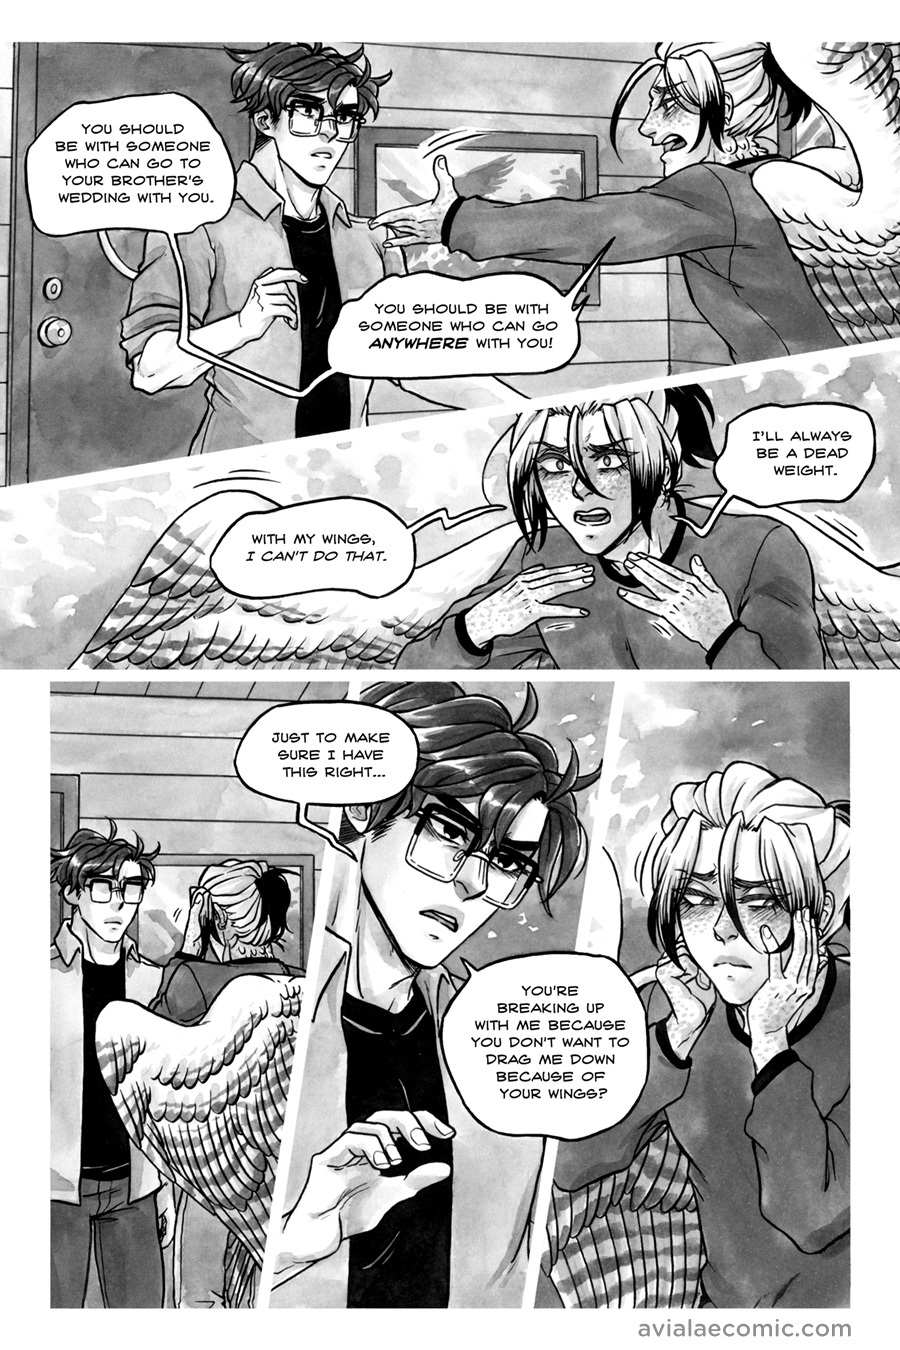 YOU SHOULD
BE WITH SOMEONE
WHO CAN GO TO
YOUR BROTHER'S
WEDDING WITH YOU.
YOU SHOULD BE WITH
SOMEONE WHO CAN GO
ANYWHERE WITH YOU!
WITH MY WINGS,
I CAN'T DO THAT.
I'LL ALWAYS
BE A DEAD
WEIGHT.
JUST TO MAKE
SURE I HAVE
THIS RIGHT...
YOU'RE
BREAKING UP
WITH ME BECAUSE
YOU DON'T WANT TO
DRAG ME DOWN
BECAUSE OF
YOUR WINGS?
avialaecomic.com